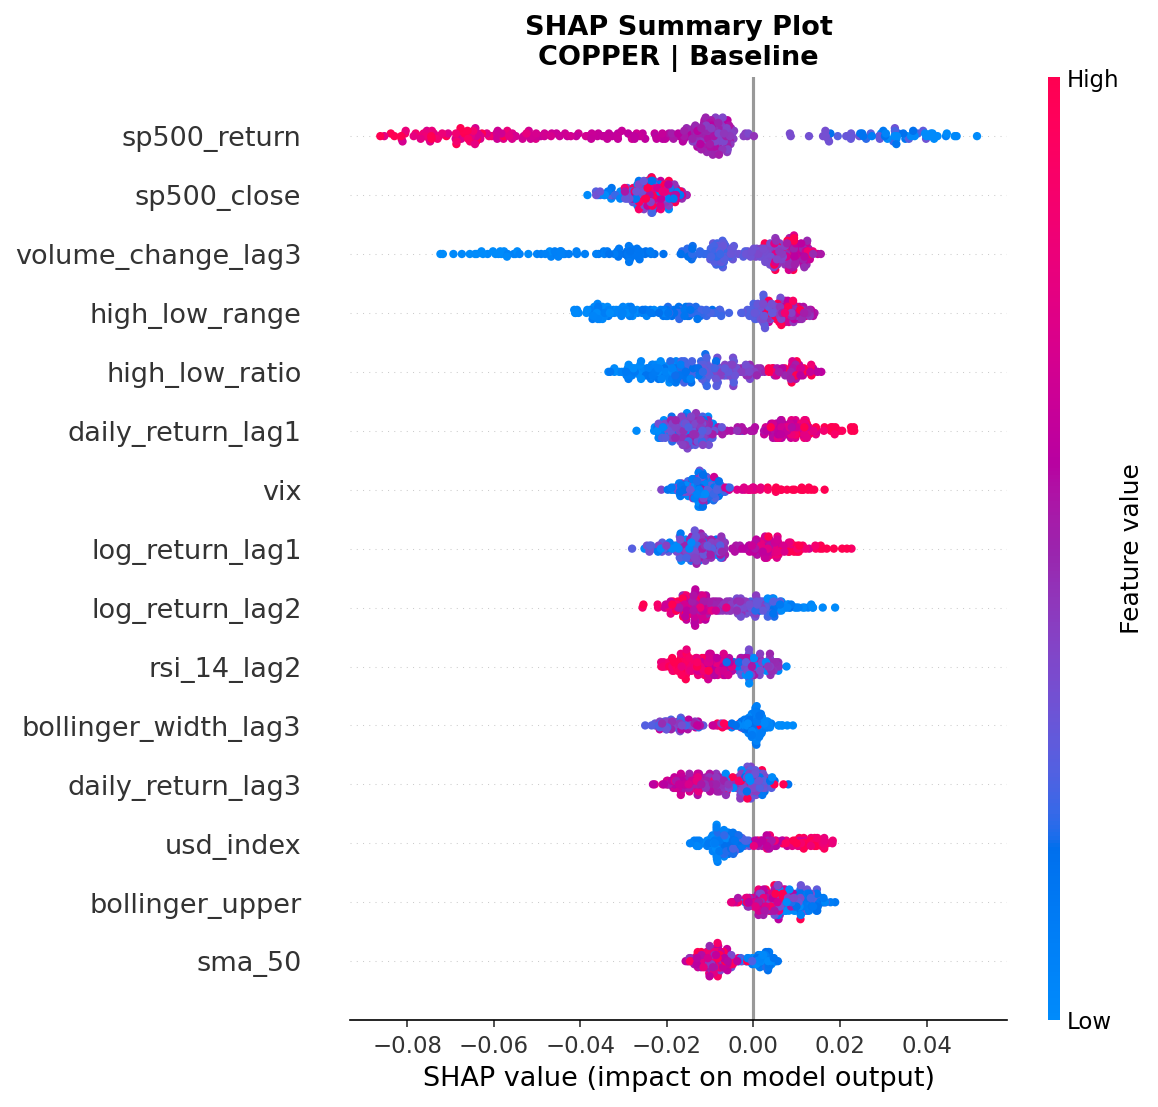 SHAP Summary Plot
COPPER | Baseline
High
sp500_return
sp500_close
volume_change_lag3
high_low_range
high_low_ratio
daily_return_lag1
vix
log_return_lag1
log_return_lag2
rsi_14_lag2
bollinger_width_lag3
daily_return_lag3
usd_index
bollinger_upper
sma_50
Feature value
Low
−0.08 −0.06 −0.04 −0.02 0.00 0.02 0.04
SHAP value (impact on model output)